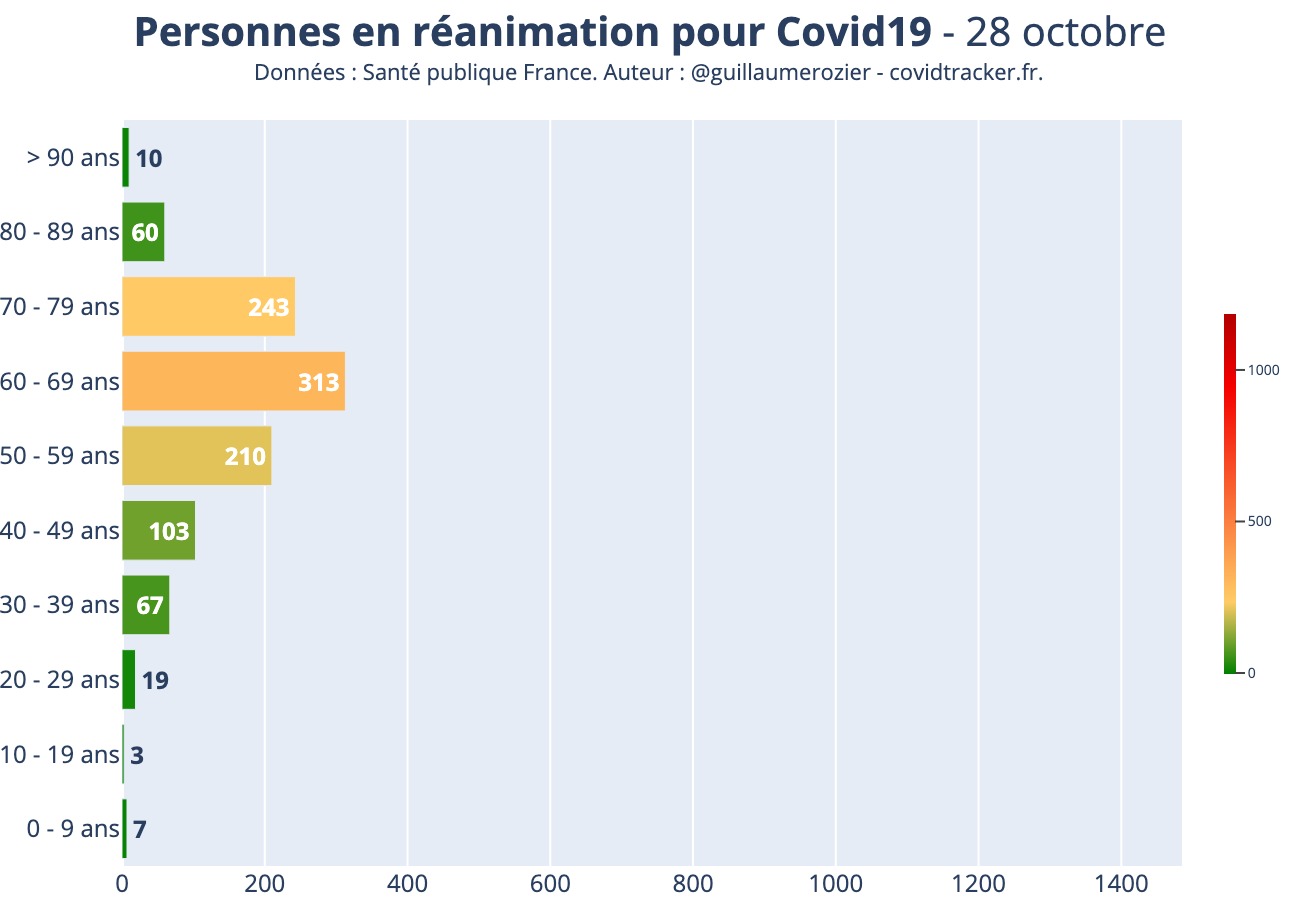 Personnes en réanimation pour Covid19 - 28 octobre
Données : Santé publique France. Auteur : @guillaumerozier - covidtracker.fr.
> 90 ans 10
80 - 89 ans 60
70 - 79 ans 243
60 - 69 ans 313
50 - 59 ans 210
40 - 49 ans 103
30 - 39 ans 67
20 - 29 ans 19
10 - 19 ans 3
0 - 9 ans 7
0 200 400 600 800 1000 1200 1400
1000
500
0